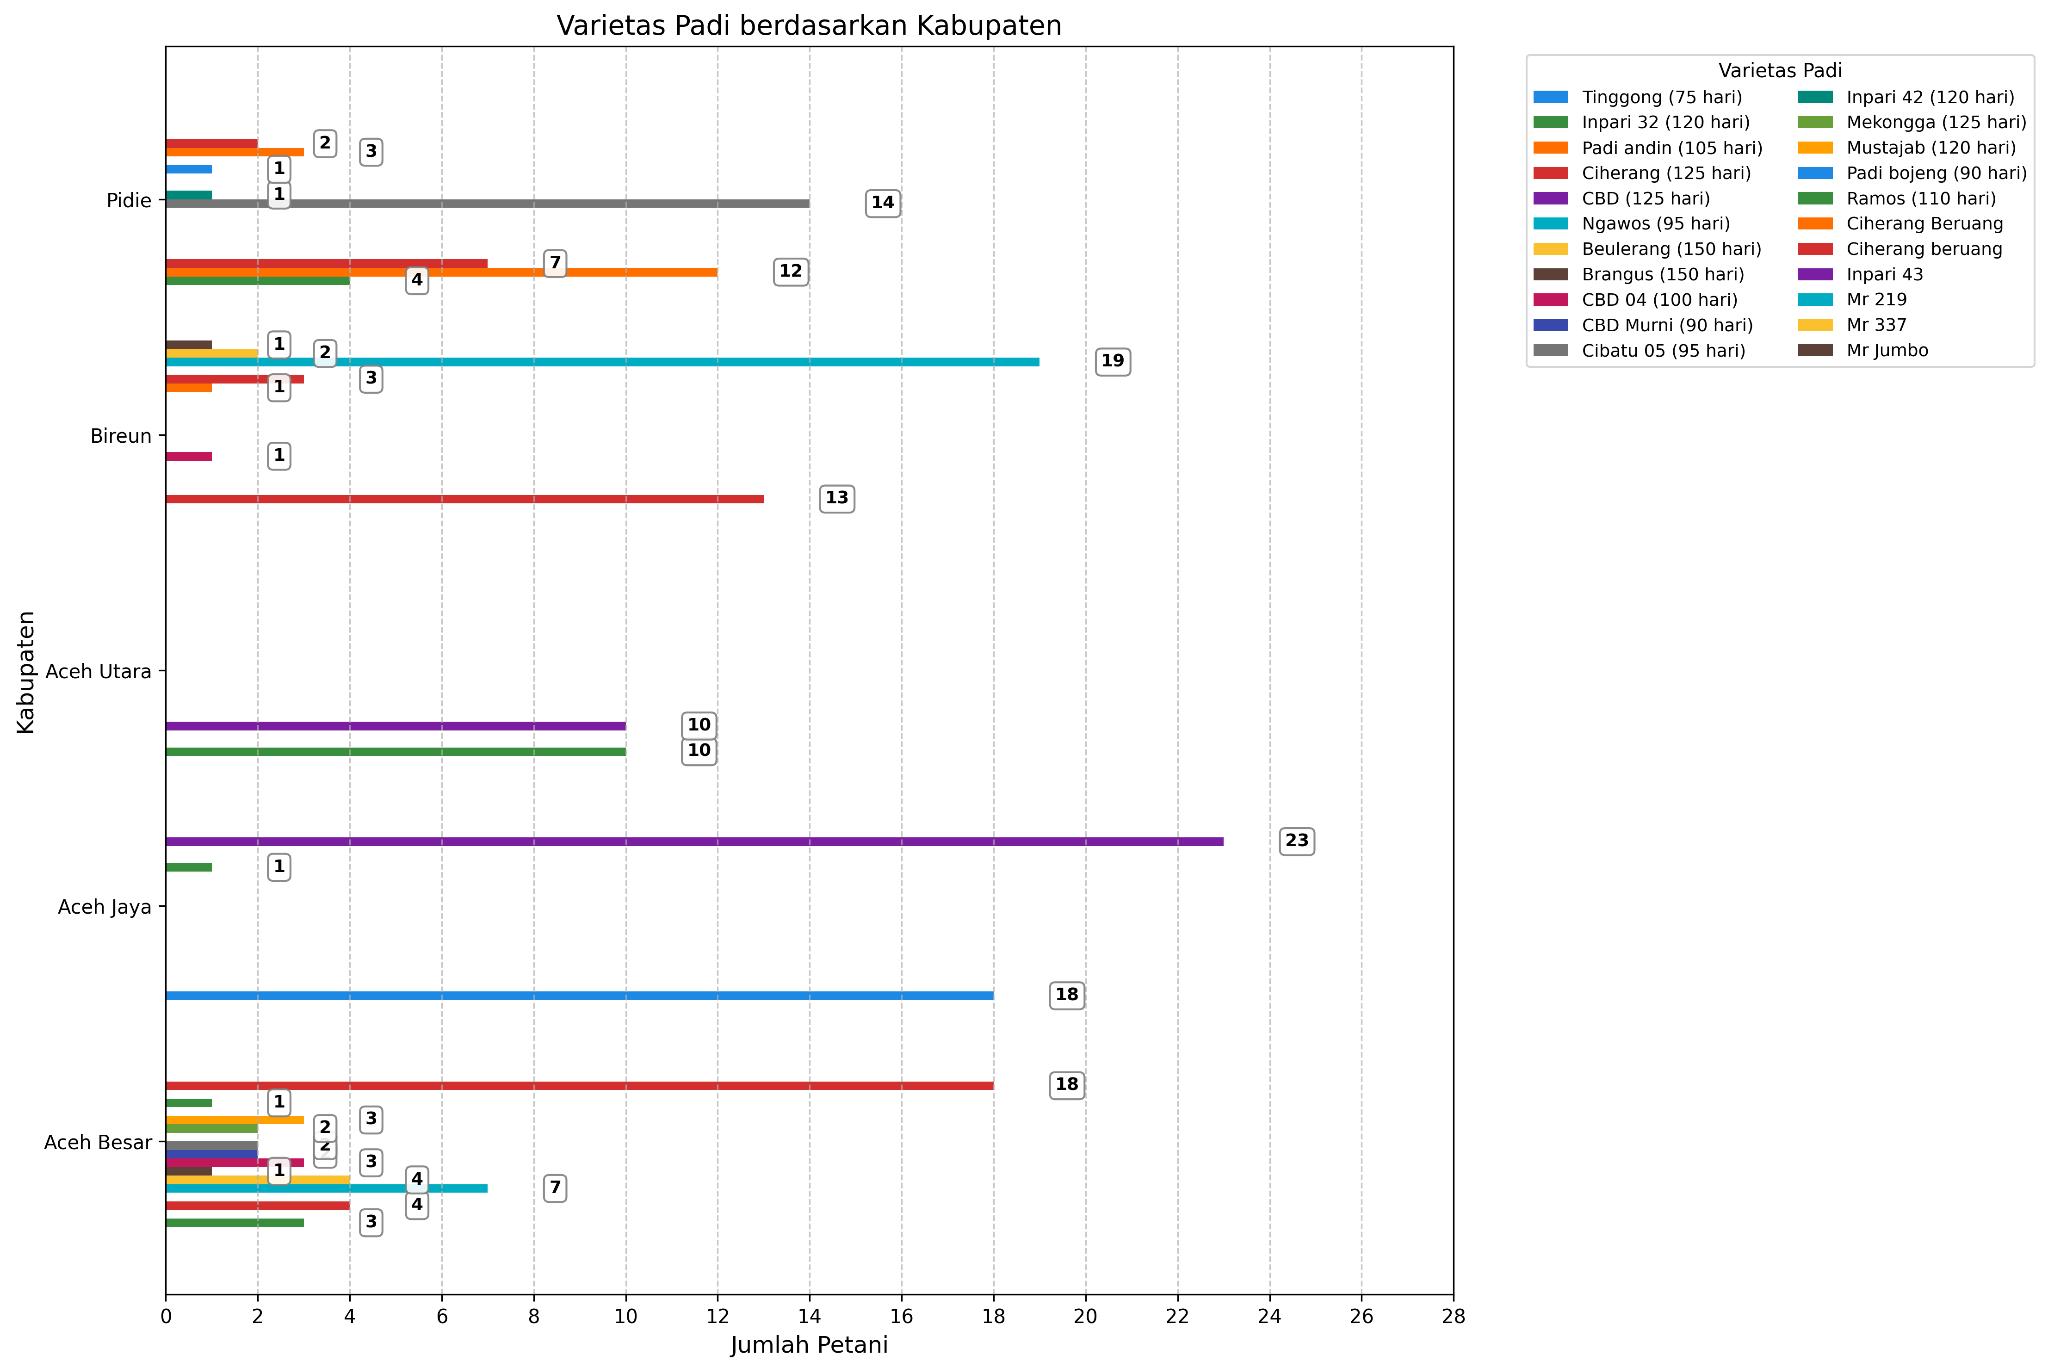 Varietas Padi berdasarkan Kabupaten
Varietas Padi
Tinggong (75 hari)
Inpari 32 (120 hari)
Padi andin (105 hari)
Ciherang (125 hari)
CBD (125 hari)
Ngawos (95 hari)
Beulerang (150 hari)
Brangus (150 hari)
CBD 04 (100 hari)
CBD Murni (90 hari)
Cibatu 05 (95 hari)
Inpari 42 (120 hari)
Mekongga (125 hari)
Mustajab (120 hari)
Padi bojeng (90 hari)
Ramos (110 hari)
Ciherang Beruang
Ciherang beruang
Inpari 43
Mr 219
Mr 337
Mr Jumbo
Kabupaten
Pidie
2
3
1
1
14
7
12
4
Bireun
1
2
19
3
1
1
13
Aceh Utara
10
10
Aceh Jaya
23
1
18
Aceh Besar
18
1
3
2
2
3
1
4
7
4
3
0 2 4 6 8 10 12 14 16 18 20 22 24 26 28
Jumlah Petani